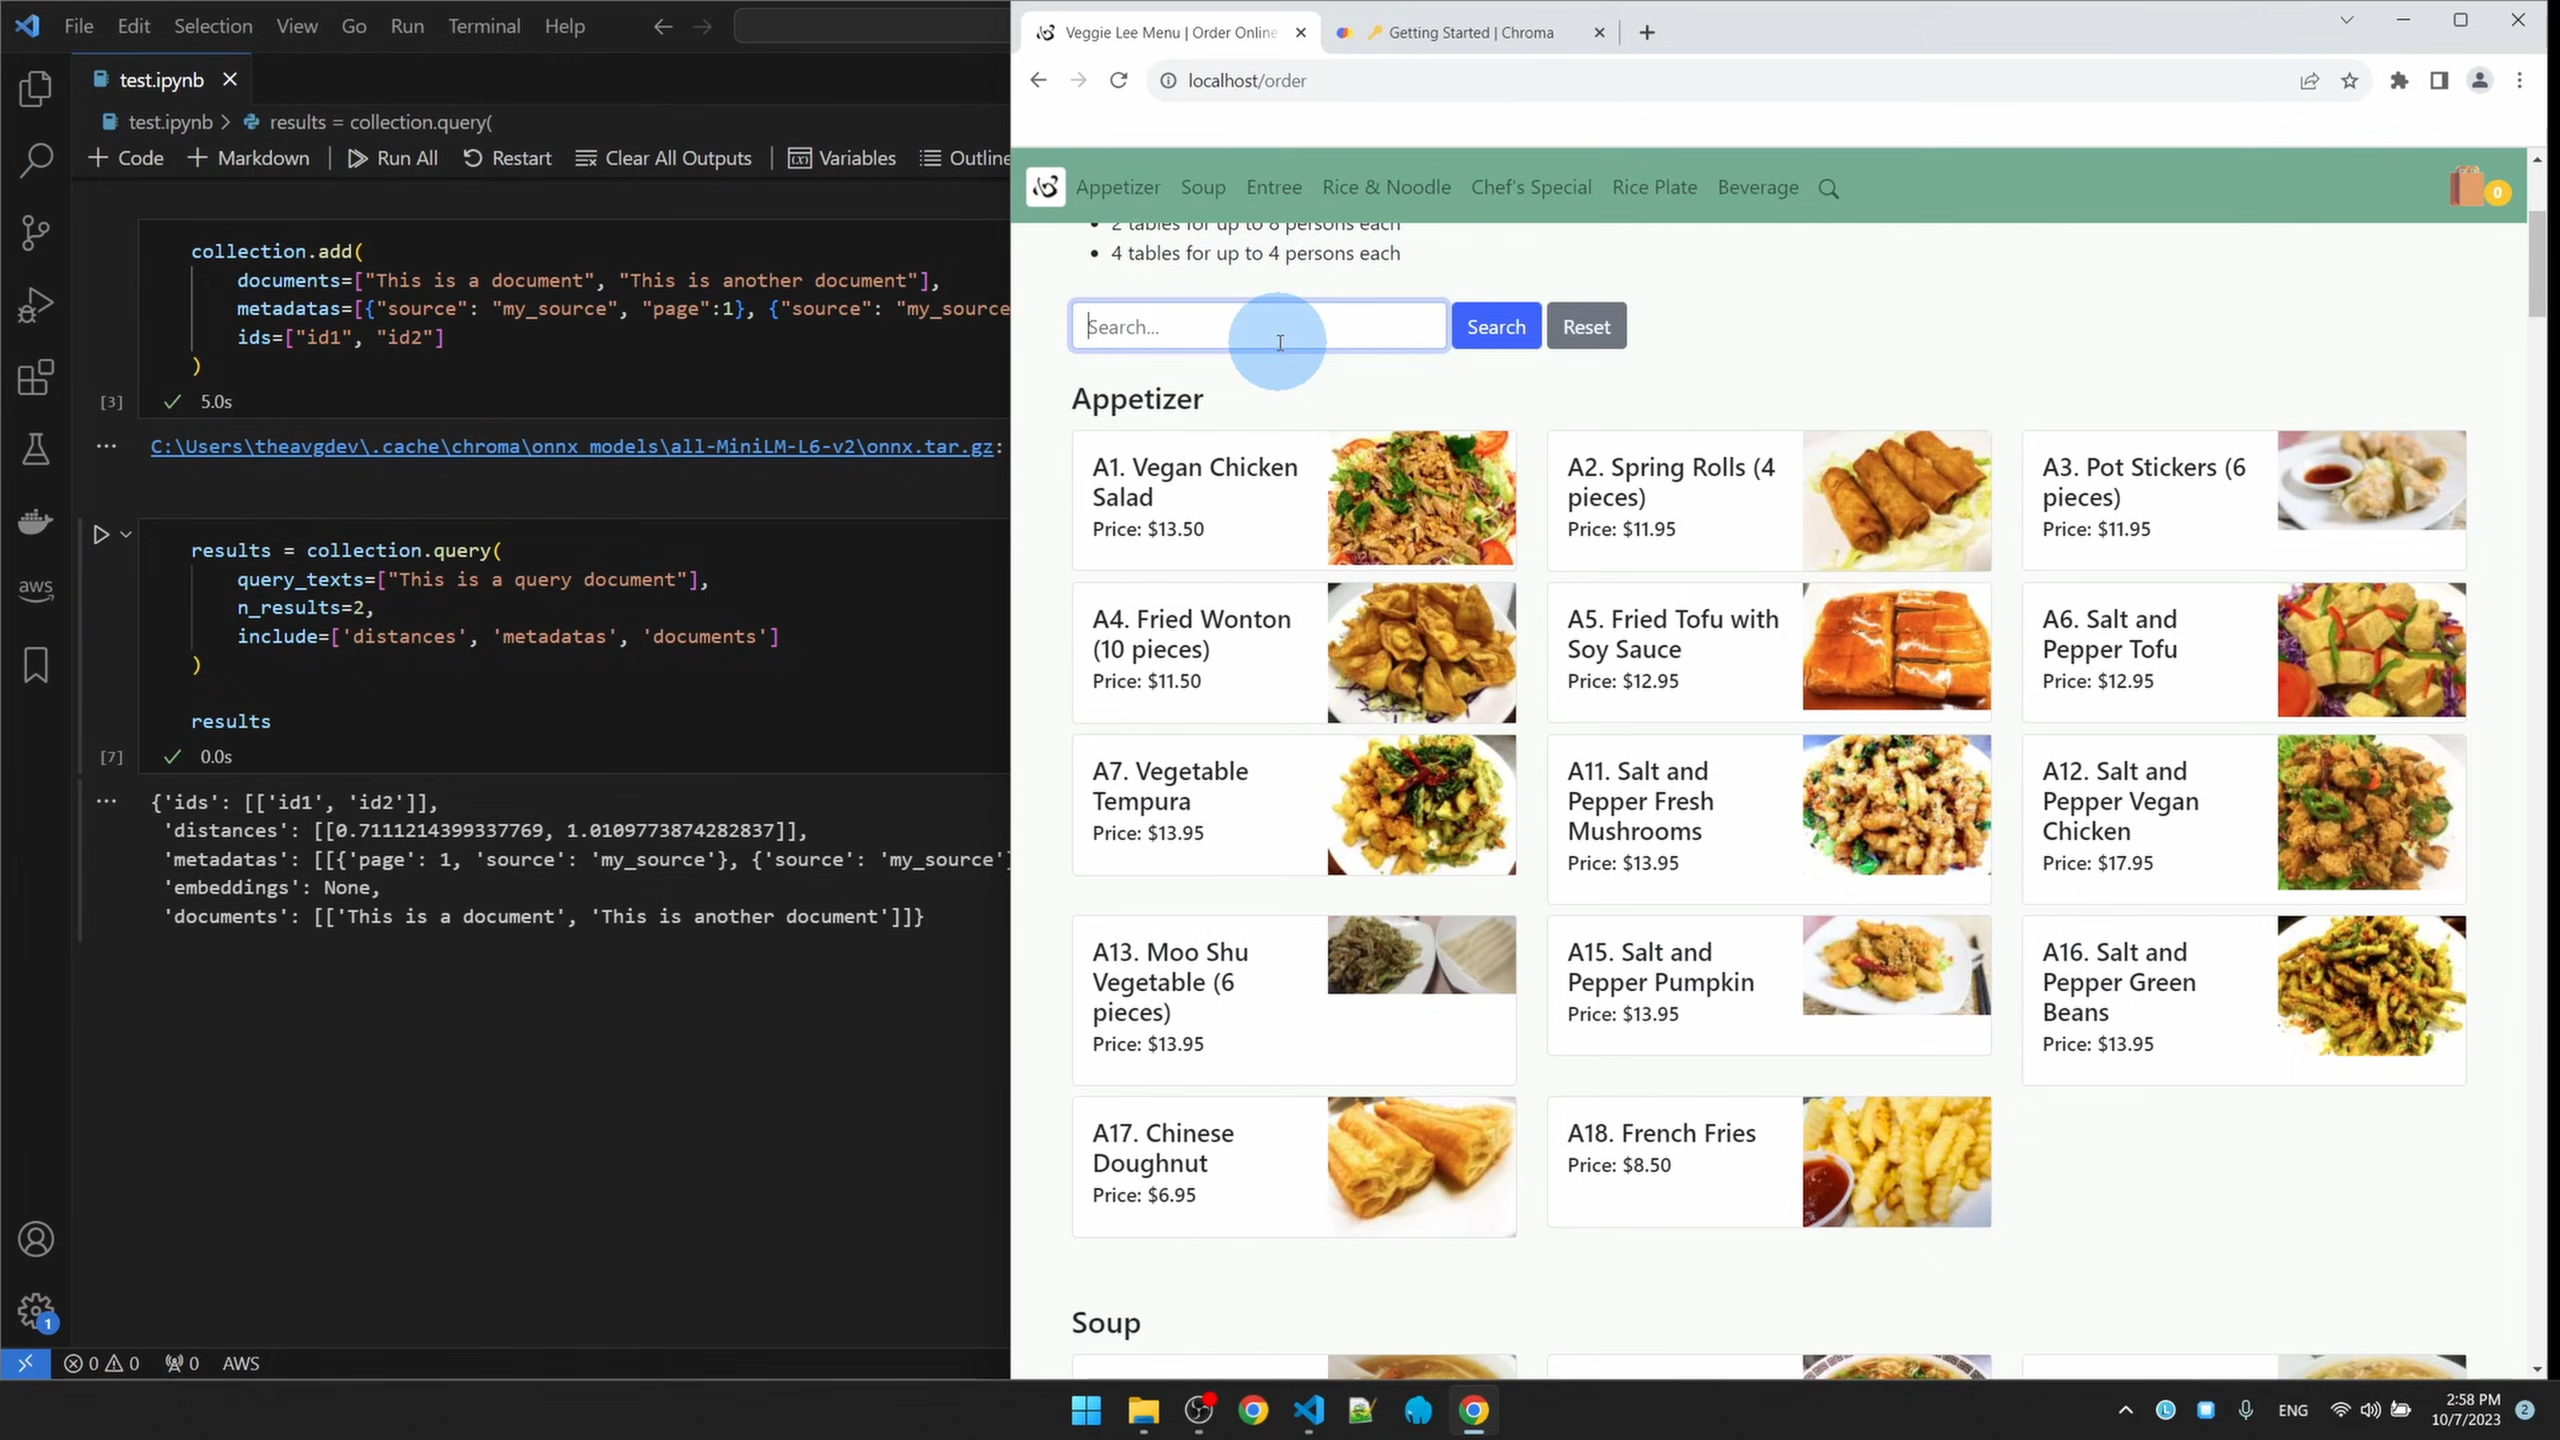 File Edit Selection View Go Run Terminal Help
test.ipynb
test.ipynb > results = collection.query(
+ Code + Markdown | Run All Restart Clear All Outputs | Variables Outline
collection.add(
documents=["This is a document", "This is another document"],
metadatas=[{"source": "my_source", "page":1}, {"source": "my_source
ids=["id1", "id2"]
)
[3] 5.0s
... C:\Users\theavgdev\.cache\chroma\onnx_models\all-MiniLM-L6-v2\onnx.tar.gz:
results = collection.query(
query_texts=["This is a query document"],
n_results=2,
include=['distances', 'metadatas', 'documents']
)
results
[7] 0.0s
... {'ids': [['id1', 'id2']],
'distances': [[0.7111214399337769, 1.0109773874282837]],
'metadatas': [[{'page': 1, 'source': 'my_source'}, {'source': 'my_source'
'embeddings': None,
'documents': [['This is a document', 'This is another document']]}
aws
1
0 0 0 AWS
Veggie Lee Menu | Order Online
Getting Started | Chroma
localhost/order
Appetizer Soup Entree Rice & Noodle Chef's Special Rice Plate Beverage
0
2 tables for up to 8 persons each
4 tables for up to 4 persons each
Search...
Search
Reset
Appetizer
A1. Vegan Chicken
Salad
Price: $13.50
A2. Spring Rolls (4
pieces)
Price: $11.95
A3. Pot Stickers (6
pieces)
Price: $11.95
A4. Fried Wonton
(10 pieces)
Price: $11.50
A5. Fried Tofu with
Soy Sauce
Price: $12.95
A6. Salt and
Pepper Tofu
Price: $12.95
A7. Vegetable
Tempura
Price: $13.95
A11. Salt and
Pepper Fresh
Mushrooms
Price: $13.95
A12. Salt and
Pepper Vegan
Chicken
Price: $17.95
A13. Moo Shu
Vegetable (6
pieces)
Price: $13.95
A15. Salt and
Pepper Pumpkin
Price: $13.95
A16. Salt and
Pepper Green
Beans
Price: $13.95
A17. Chinese
Doughnut
Price: $6.95
A18. French Fries
Price: $8.50
Soup
ENG
2:58 PM
10/7/2023
2